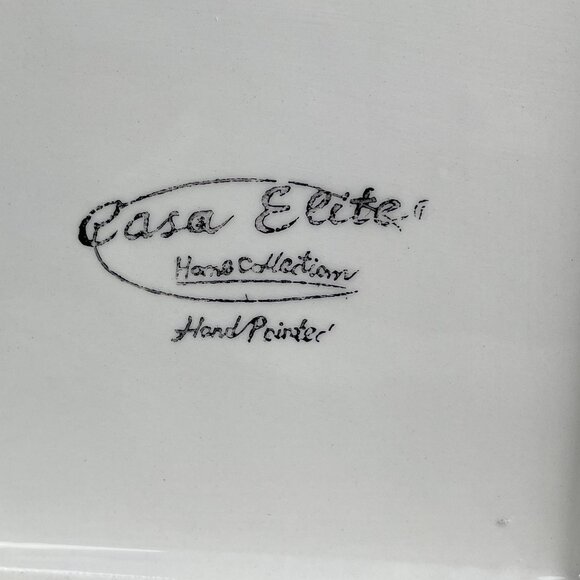 Casa Elite
Home Collection
Hand Painted